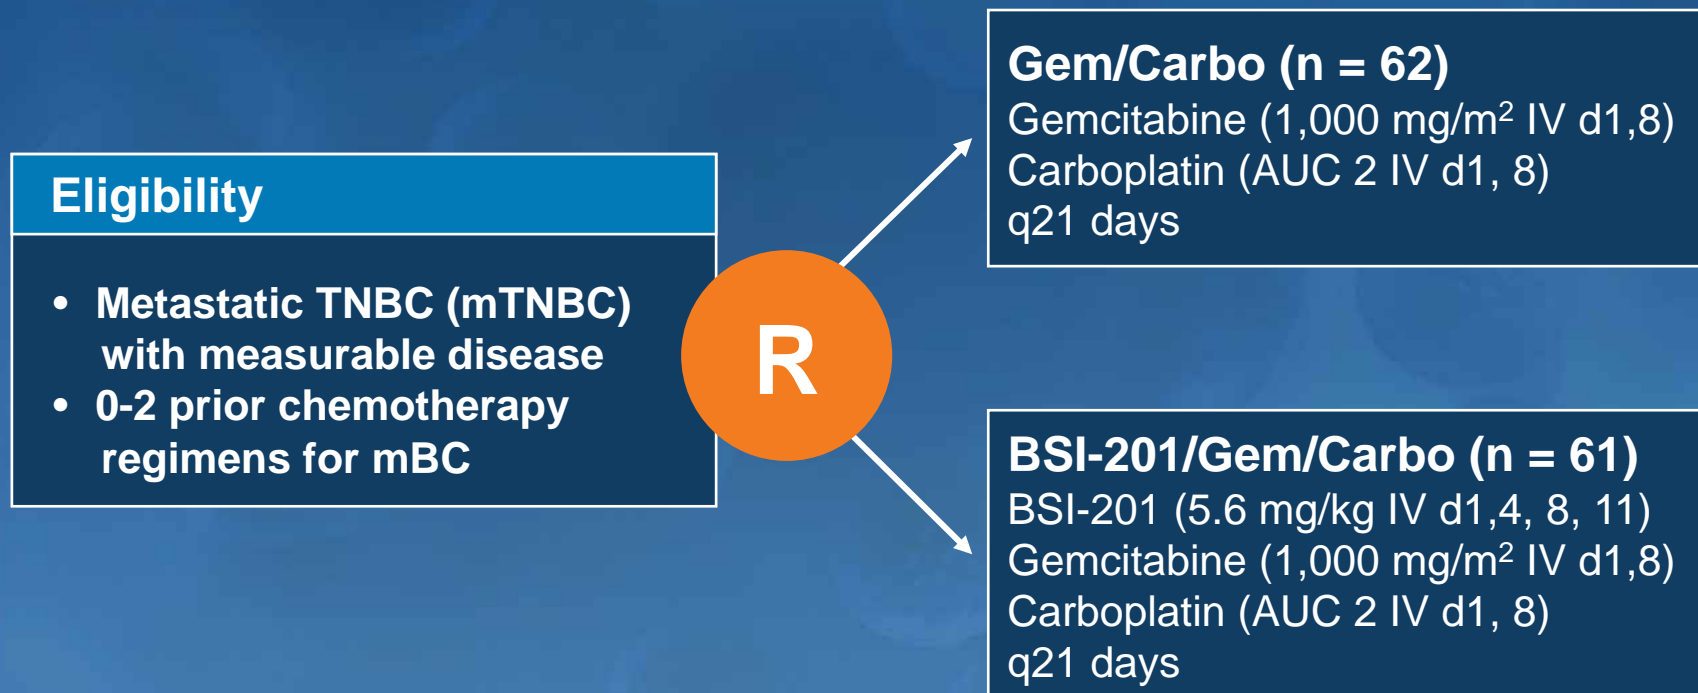 Eligibility
• Metastatic TNBC (mTNBC)
with measurable disease
• 0-2 prior chemotherapy
regimens for mBC
R
Gem/Carbo (n = 62)
Gemcitabine (1,000 mg/m² IV d1,8)
Carboplatin (AUC 2 IV d1, 8)
q21 days
BSI-201/Gem/Carbo (n = 61)
BSI-201 (5.6 mg/kg IV d1,4, 8, 11)
Gemcitabine (1,000 mg/m² IV d1,8)
Carboplatin (AUC 2 IV d1, 8)
q21 days